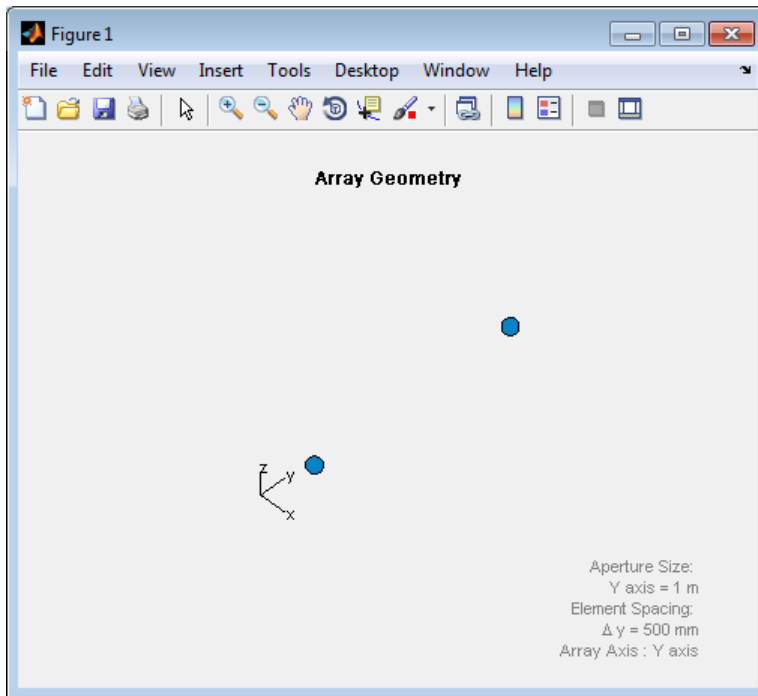 Figure 1
File Edit View Insert Tools Desktop Window Help
Array Geometry
z
y
x
Aperture Size:
Y axis = 1 m
Element Spacing:
Δ y = 500 mm
Array Axis : Y axis